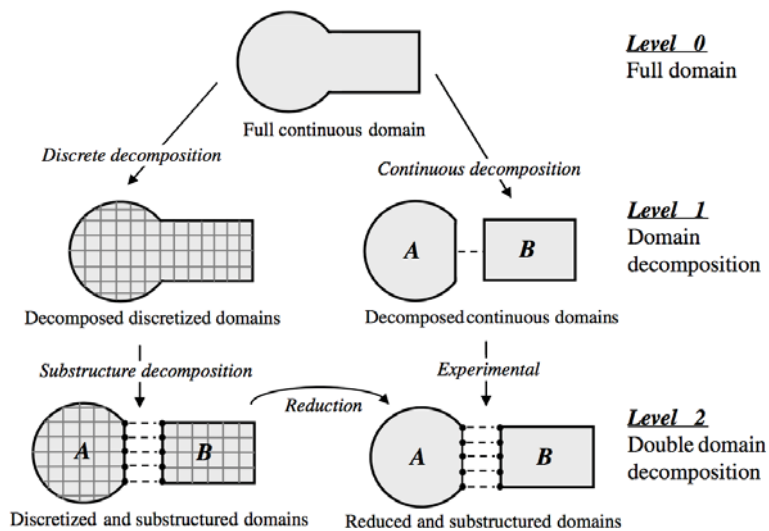 Level 0
Full domain
Full continuous domain
Discrete decomposition
Continuous decomposition
Level 1
Domain
decomposition
A
B
Decomposed discretized domains
Decomposed continuous domains
Substructure decomposition
Experimental
Reduction
Level 2
Double domain
decomposition
A
B
A
B
Discretized and substructured domains
Reduced and substructured domains